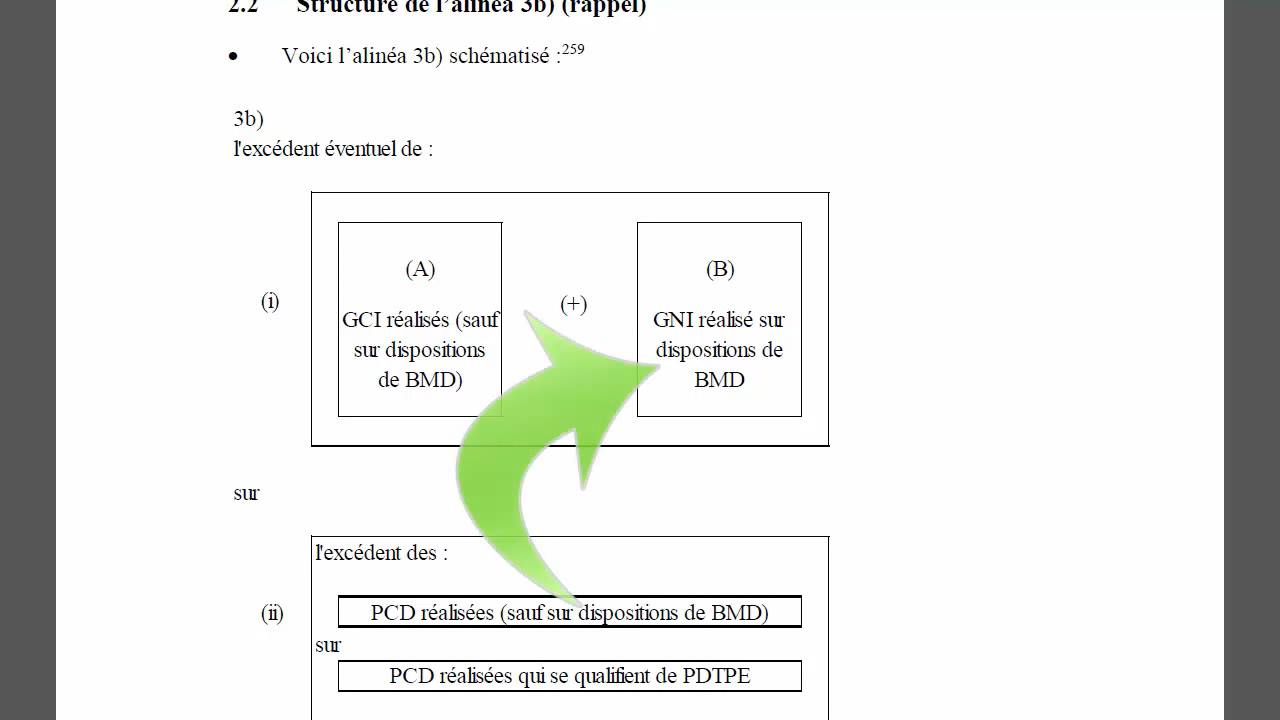 2.2 Structure de l'alinéa 3b) (rappel)
• Voici l'alinéa 3b) schématisé :259
3b)
l'excédent éventuel de :
(i)
(A)
GCI réalisés (sauf
sur dispositions
de BMD)
(+)
(B)
GNI réalisé sur
dispositions de
BMD
sur
(ii)
l'excédent des :
PCD réalisées (sauf sur dispositions de BMD)
sur
PCD réalisées qui se qualifient de PDTPE